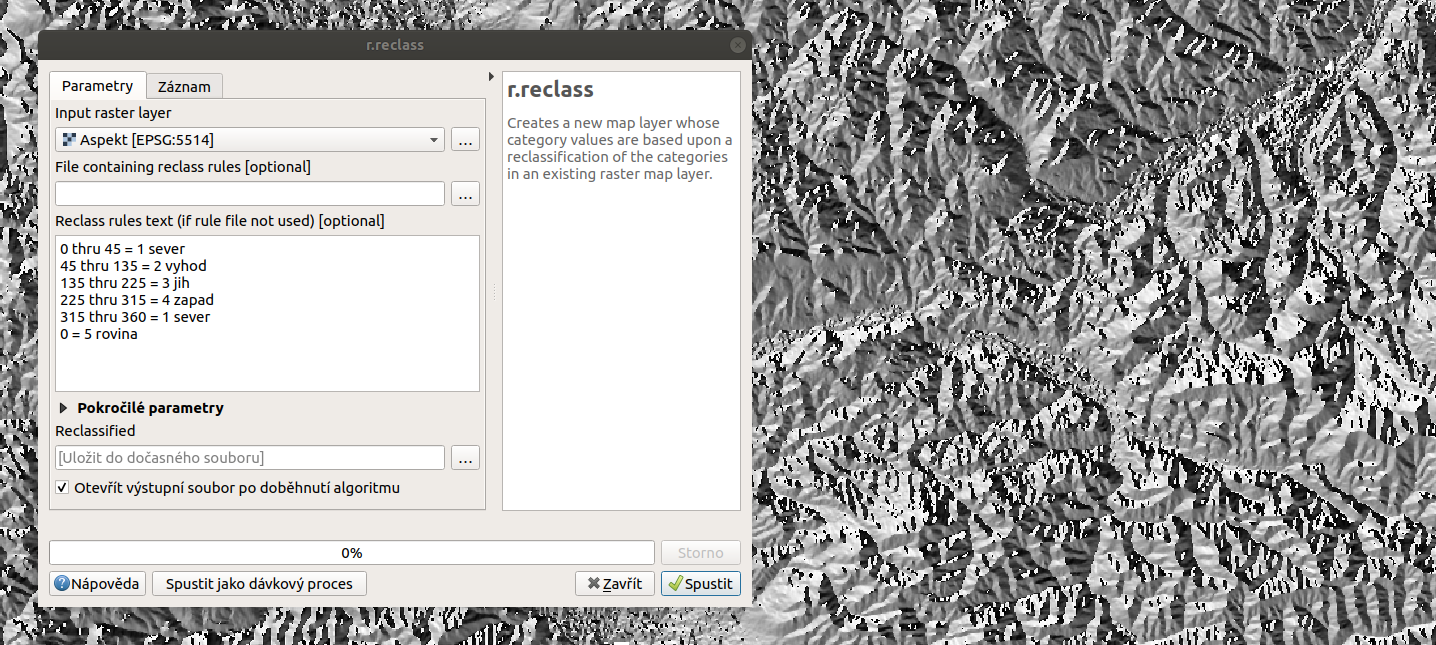 r.reclass
Parametry
Záznam
Input raster layer
Aspekt [EPSG:5514]
...
File containing reclass rules [optional]
...
Reclass rules text (if rule file not used) [optional]
0 thru 45 = 1 sever
45 thru 135 = 2 vyhod
135 thru 225 = 3 jih
225 thru 315 = 4 zapad
315 thru 360 = 1 sever
0 = 5 rovina
Pokročilé parametry
Reclassified
[Uložit do dočasného souboru]
...
Otevřít výstupní soubor po doběhnutí algoritmu
r.reclass
Creates a new map layer whose
category values are based upon a
reclassification of the categories
in an existing raster map layer.
0%
Storno
Nápověda
Spustit jako dávkový proces
Zavřít
Spustit